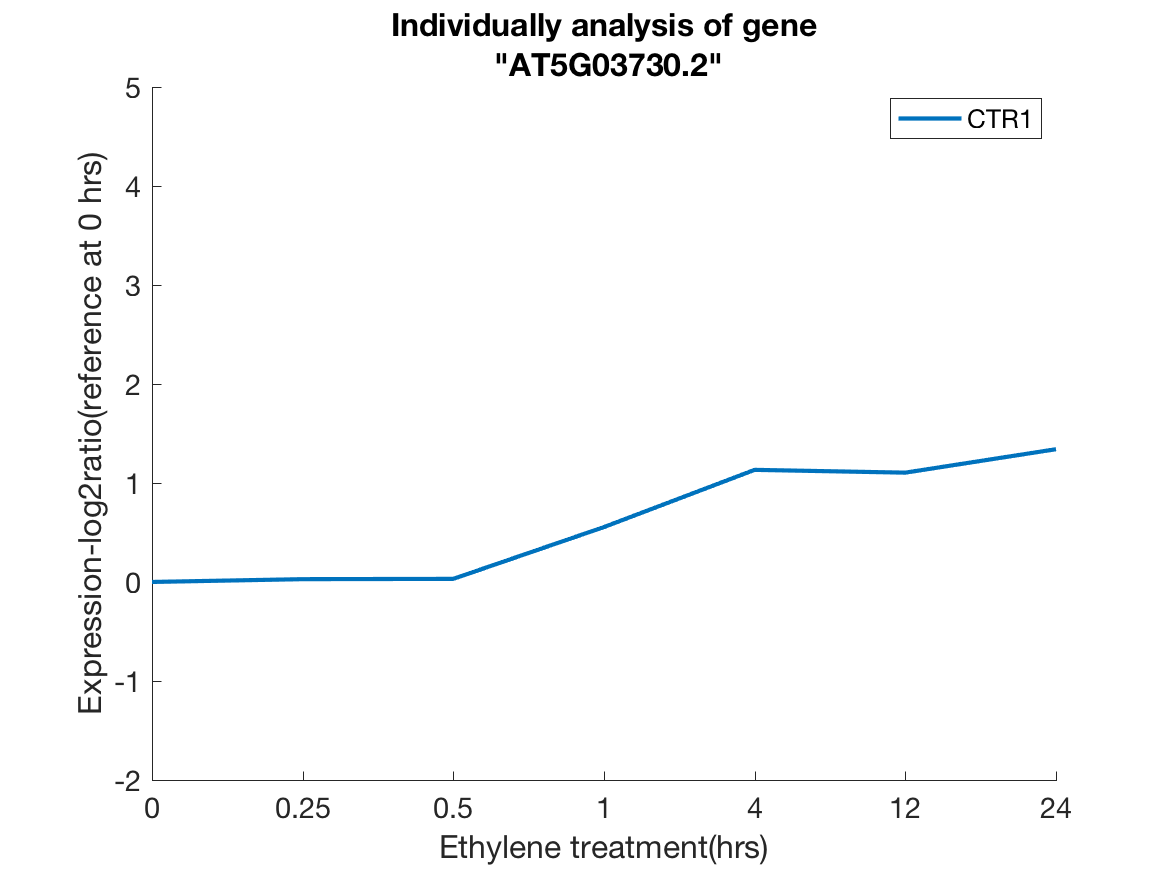 Individually analysis of gene
"AT5G03730.2"
CTR1
Expression-log2ratio(reference at 0 hrs)
5
4
3
2
1
0
-1
-2
0 0.25 0.5 1 4 12 24
Ethylene treatment(hrs)